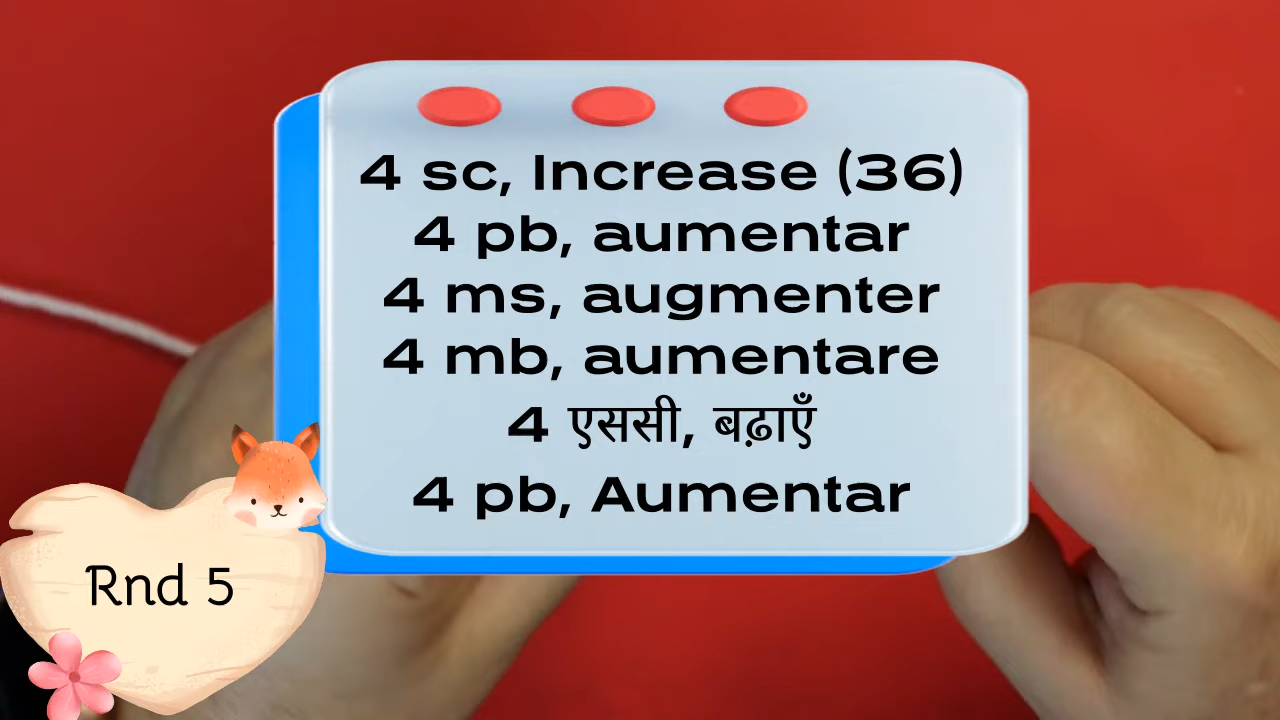 4 sc, Increase (36)
4 pb, aumentar
4 ms, augmenter
4 mb, aumentare
4 एससी, बढ़ाएँ
4 pb, Aumentar
Rnd 5